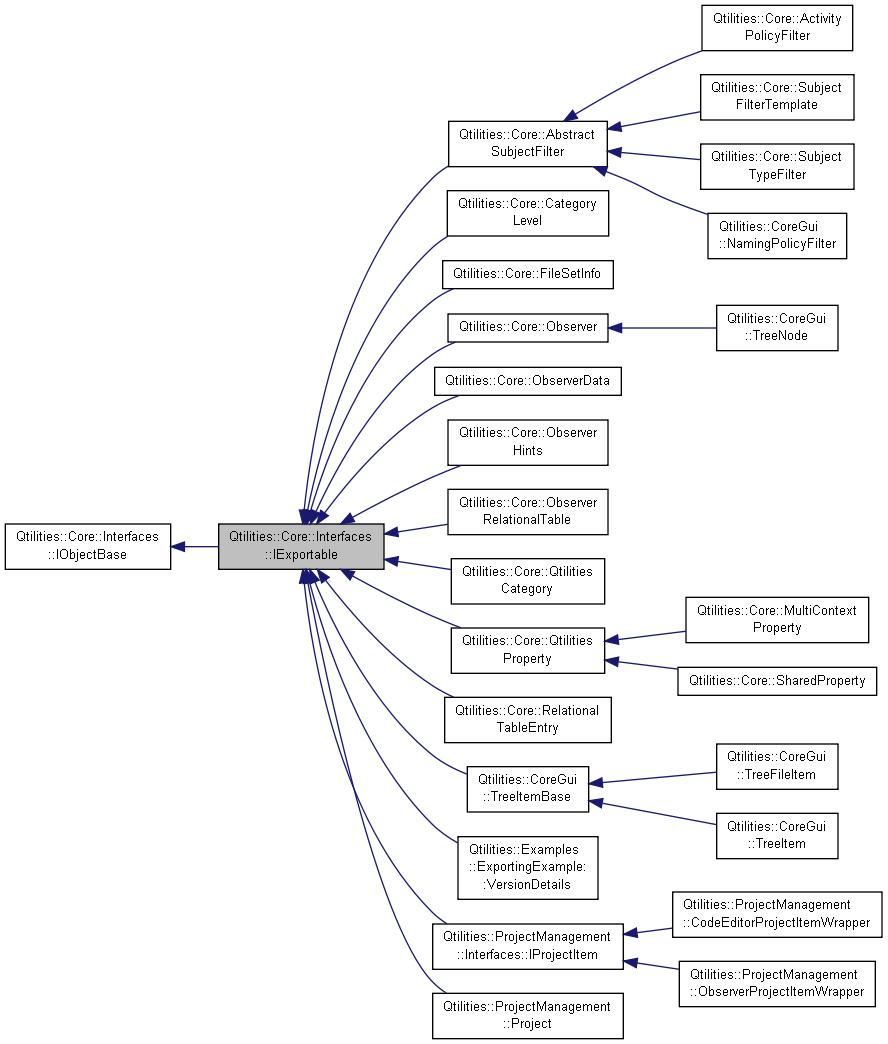 Qtilities::Core::Activity
PolicyFilter
Qtilities::Core::Subject
FilterTemplate
Qtilities::Core::Abstract
SubjectFilter
Qtilities::Core::Subject
TypeFilter
Qtilities::Core::Category
Level
Qtilities::CoreGui
::NamingPolicyFilter
Qtilities::Core::FileSetInfo
Qtilities::Core::Observer
Qtilities::CoreGui
::TreeNode
Qtilities::Core::ObserverData
Qtilities::Core::Observer
Hints
Qtilities::Core::Observer
RelationalTable
Qtilities::Core::Interfaces
::IObjectBase
Qtilities::Core::Interfaces
::IExportable
Qtilities::Core::Qtilities
Category
Qtilities::Core::MultiContext
Property
Qtilities::Core::Qtilities
Property
Qtilities::Core::SharedProperty
Qtilities::Core::Relational
TableEntry
Qtilities::CoreGui
::TreeFileItem
Qtilities::CoreGui
::TreeItemBase
Qtilities::CoreGui
::TreeItem
Qtilities::Examples
::ExportingExample:
:VersionDetails
Qtilities::ProjectManagement
::CodeEditorProjectItemWrapper
Qtilities::ProjectManagement
::Interfaces::IProjectItem
Qtilities::ProjectManagement
::ObserverProjectItemWrapper
Qtilities::ProjectManagement
::Project